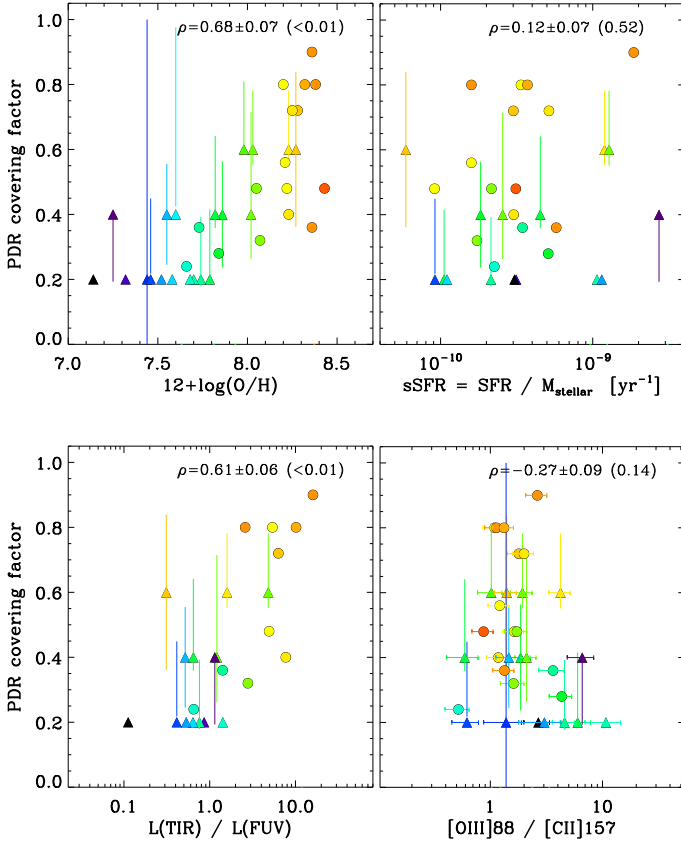 ρ=0.68±0.07 (<0.01)
ρ=0.12±0.07 (0.52)
PDR covering factor
1.0
0.8
0.6
0.4
0.2
0.0
7.0 7.5 8.0 8.5
12+log(O/H)
10⁻¹⁰ 10⁻⁹
sSFR = SFR / Mstellar [yr⁻¹]
ρ=0.61±0.06 (<0.01)
ρ=−0.27±0.09 (0.14)
PDR covering factor
1.0
0.8
0.6
0.4
0.2
0.0
0.1 1.0 10.0
L(TIR) / L(FUV)
1 10
[OIII]88 / [CII]157